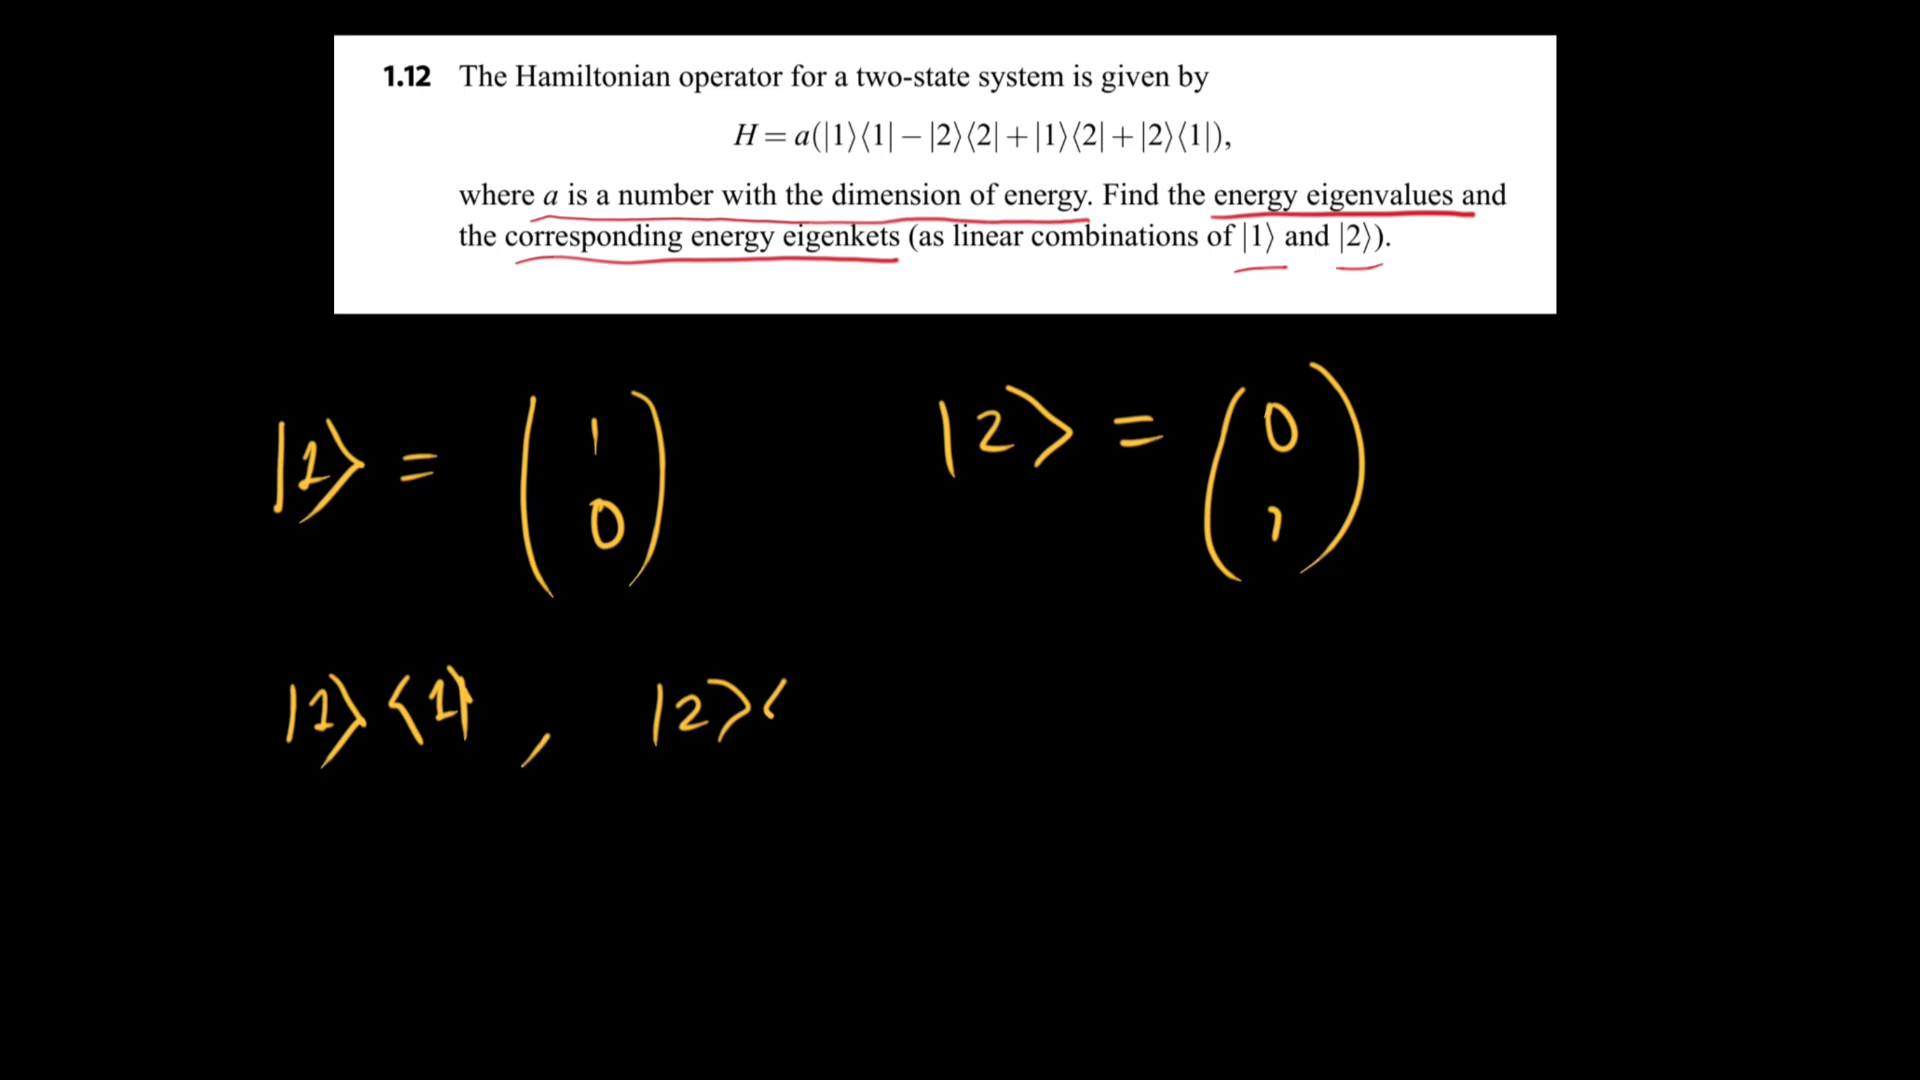 1.12 The Hamiltonian operator for a two-state system is given by
H = a(|1⟩⟨1| − |2⟩⟨2| + |1⟩⟨2| + |2⟩⟨1|),
where a is a number with the dimension of energy. Find the energy eigenvalues and
the corresponding energy eigenkets (as linear combinations of |1⟩ and |2⟩).
|1⟩ = (1 0) |2⟩ = (0 1)
|1⟩⟨1| , |2⟩⟨